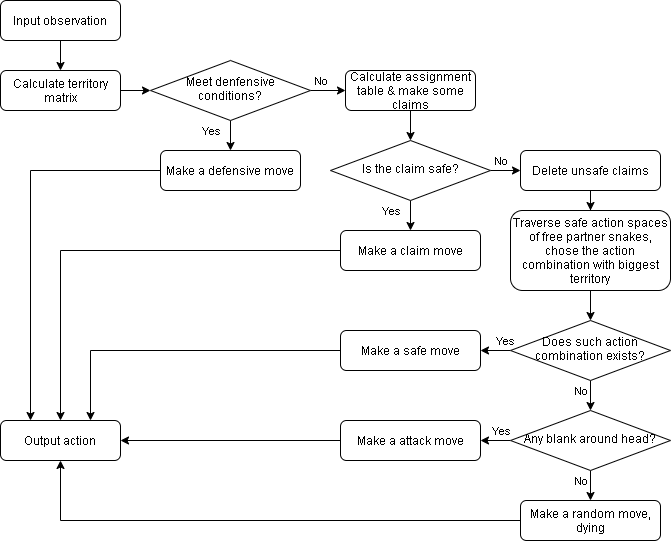 Input observation
Calculate territory
matrix
Meet denfensive
conditions?
No
Calculate assignment
table & make some
claims
Yes
Make a defensive move
Is the claim safe?
No
Delete unsafe claims
Yes
Make a claim move
Traverse safe action spaces
of free partner snakes,
chose the action
combination with biggest
territory
Does such action
combination exists?
Yes
Make a safe move
No
Any blank around head?
Yes
Make a attack move
Output action
No
Make a random move,
dying